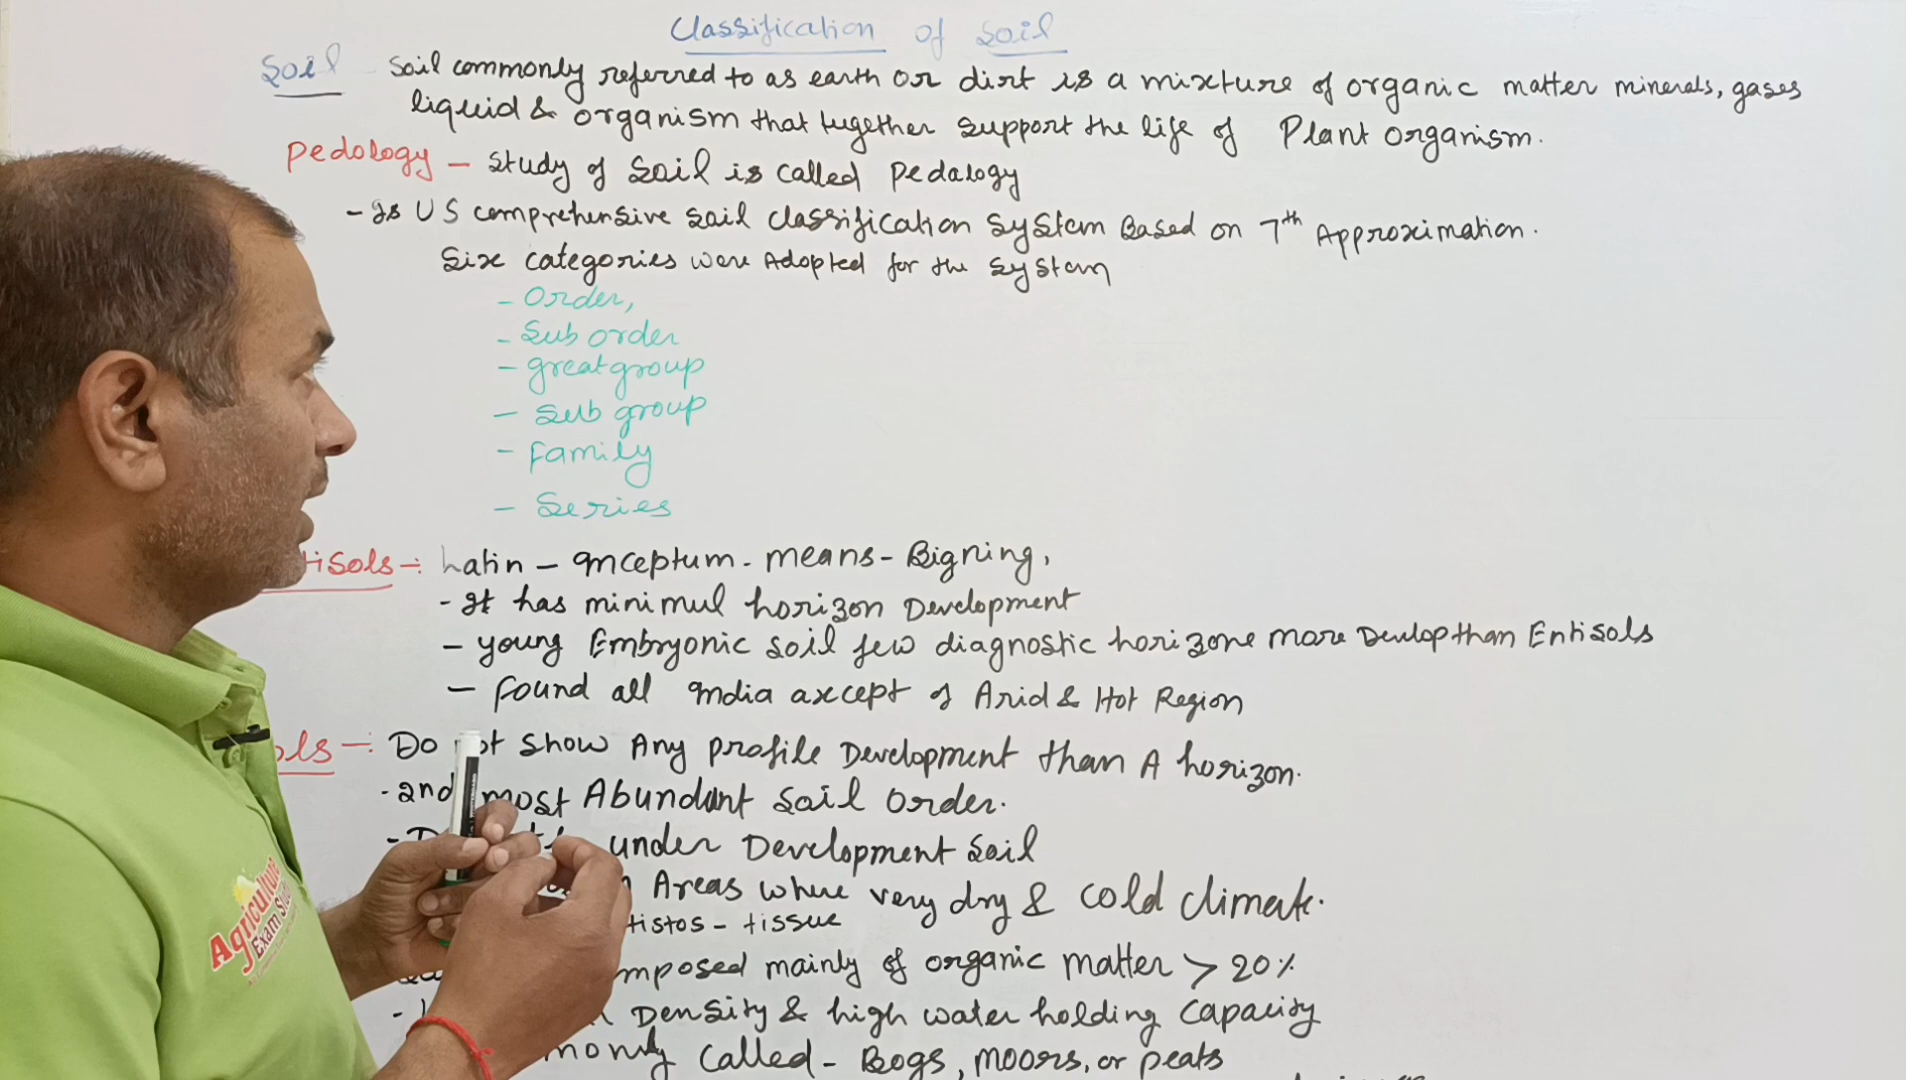 Classification of Soil
Soil - Soil commonly referred to as earth or dirt is a mixture of organic matter minerals, gases
liquid & organism that tugether support the life of Plant organism.
Pedology - Study of Soil is called Pedalogy
- Is US comprehensive Soil classification System Based on 7th Approximation.
Six categories were Adopted for the System
- Order,
- Sub order
- greatgroup
- Sub group
- Family
- Series
tisols -: Latin - Inceptum - means - Bigning,
- It has minimul horizon Development
- young Embryonic Soil few diagnostic horizone more Devlop than Entisols
- Found all India axcept of Arid & Hot Region
ols -: Do not Show Any profile Development than A horizon.
- and most Abundant Soil order.
- under Development Soil
Areas where very dry & cold climate.
tistos - tissue
mposed mainly of organic matter > 20%
Density & high water holding capacity
monly called - Bogs, moors, or peats
Agriculture
Exam